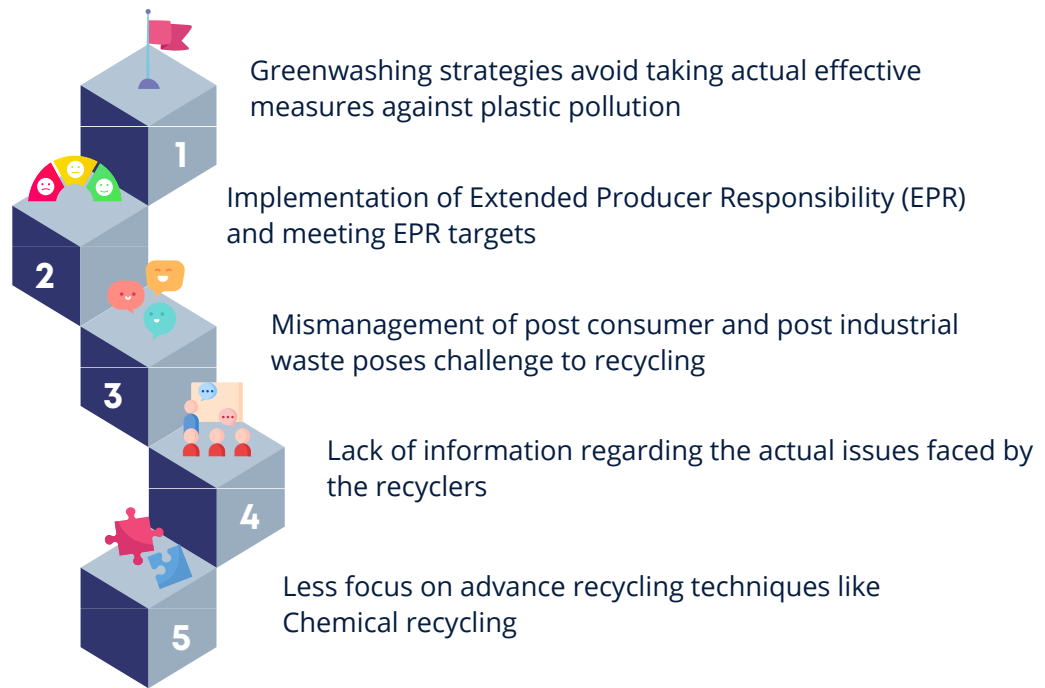 Greenwashing strategies avoid taking actual effective
measures against plastic pollution
1
Implementation of Extended Producer Responsibility (EPR)
and meeting EPR targets
2
Mismanagement of post consumer and post industrial
waste poses challenge to recycling
3
Lack of information regarding the actual issues faced by
the recyclers
4
Less focus on advance recycling techniques like
Chemical recycling
5